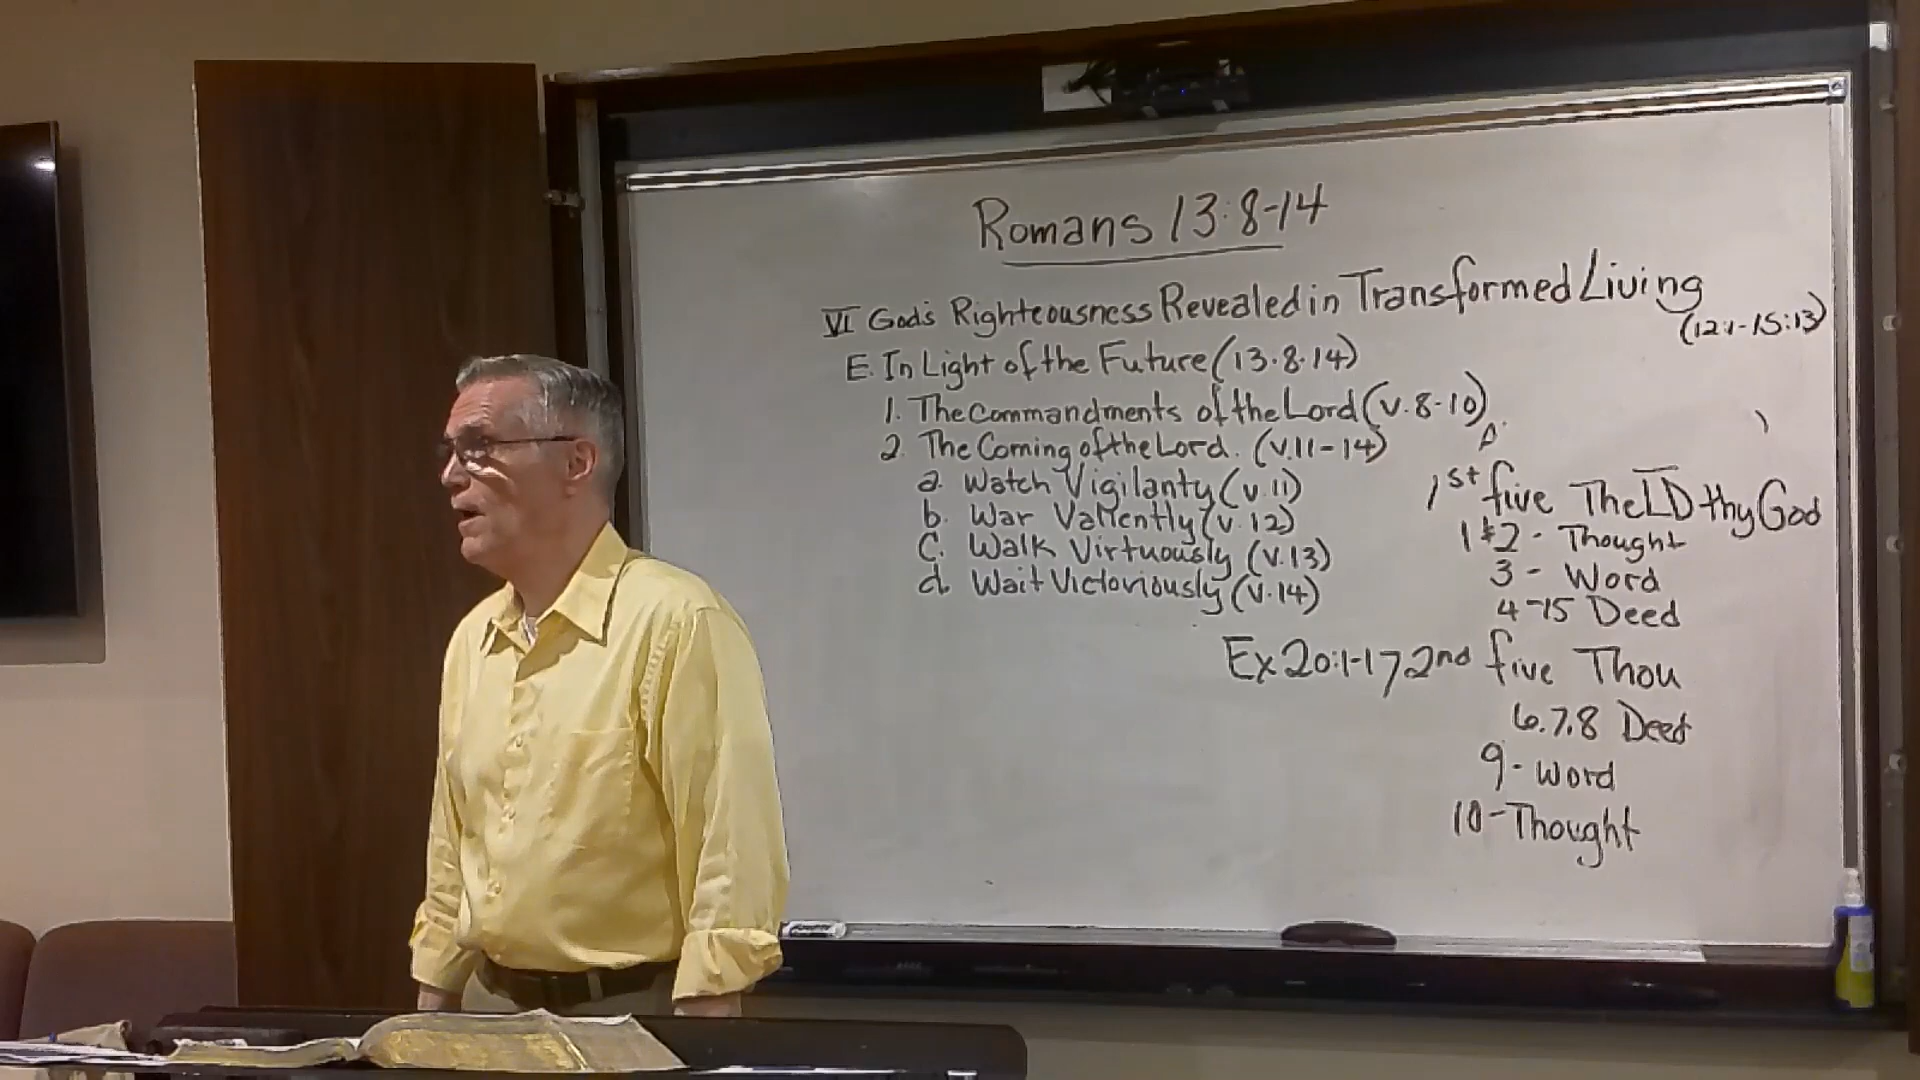 Romans 13:8-14
VI God's Righteousness Revealed in Transformed Living
(12:1-15:13)
E. In Light of the Future (13.8.14)
1. The Commandments of the Lord (v. 8-10)
2. The Coming of the Lord. (v.11-14)
a. Watch Vigilanty (v.11)
b. War Valiently (v.12)
C. Walk Virtuously (v.13)
d. Wait Victoriously (v.14)
1st five The LD thy God
1 & 2 - Thought
3 - Word
4-15 Deed
Ex 20:1-17 2nd five Thou
6.7.8 Deed
9- Word
10-Thought